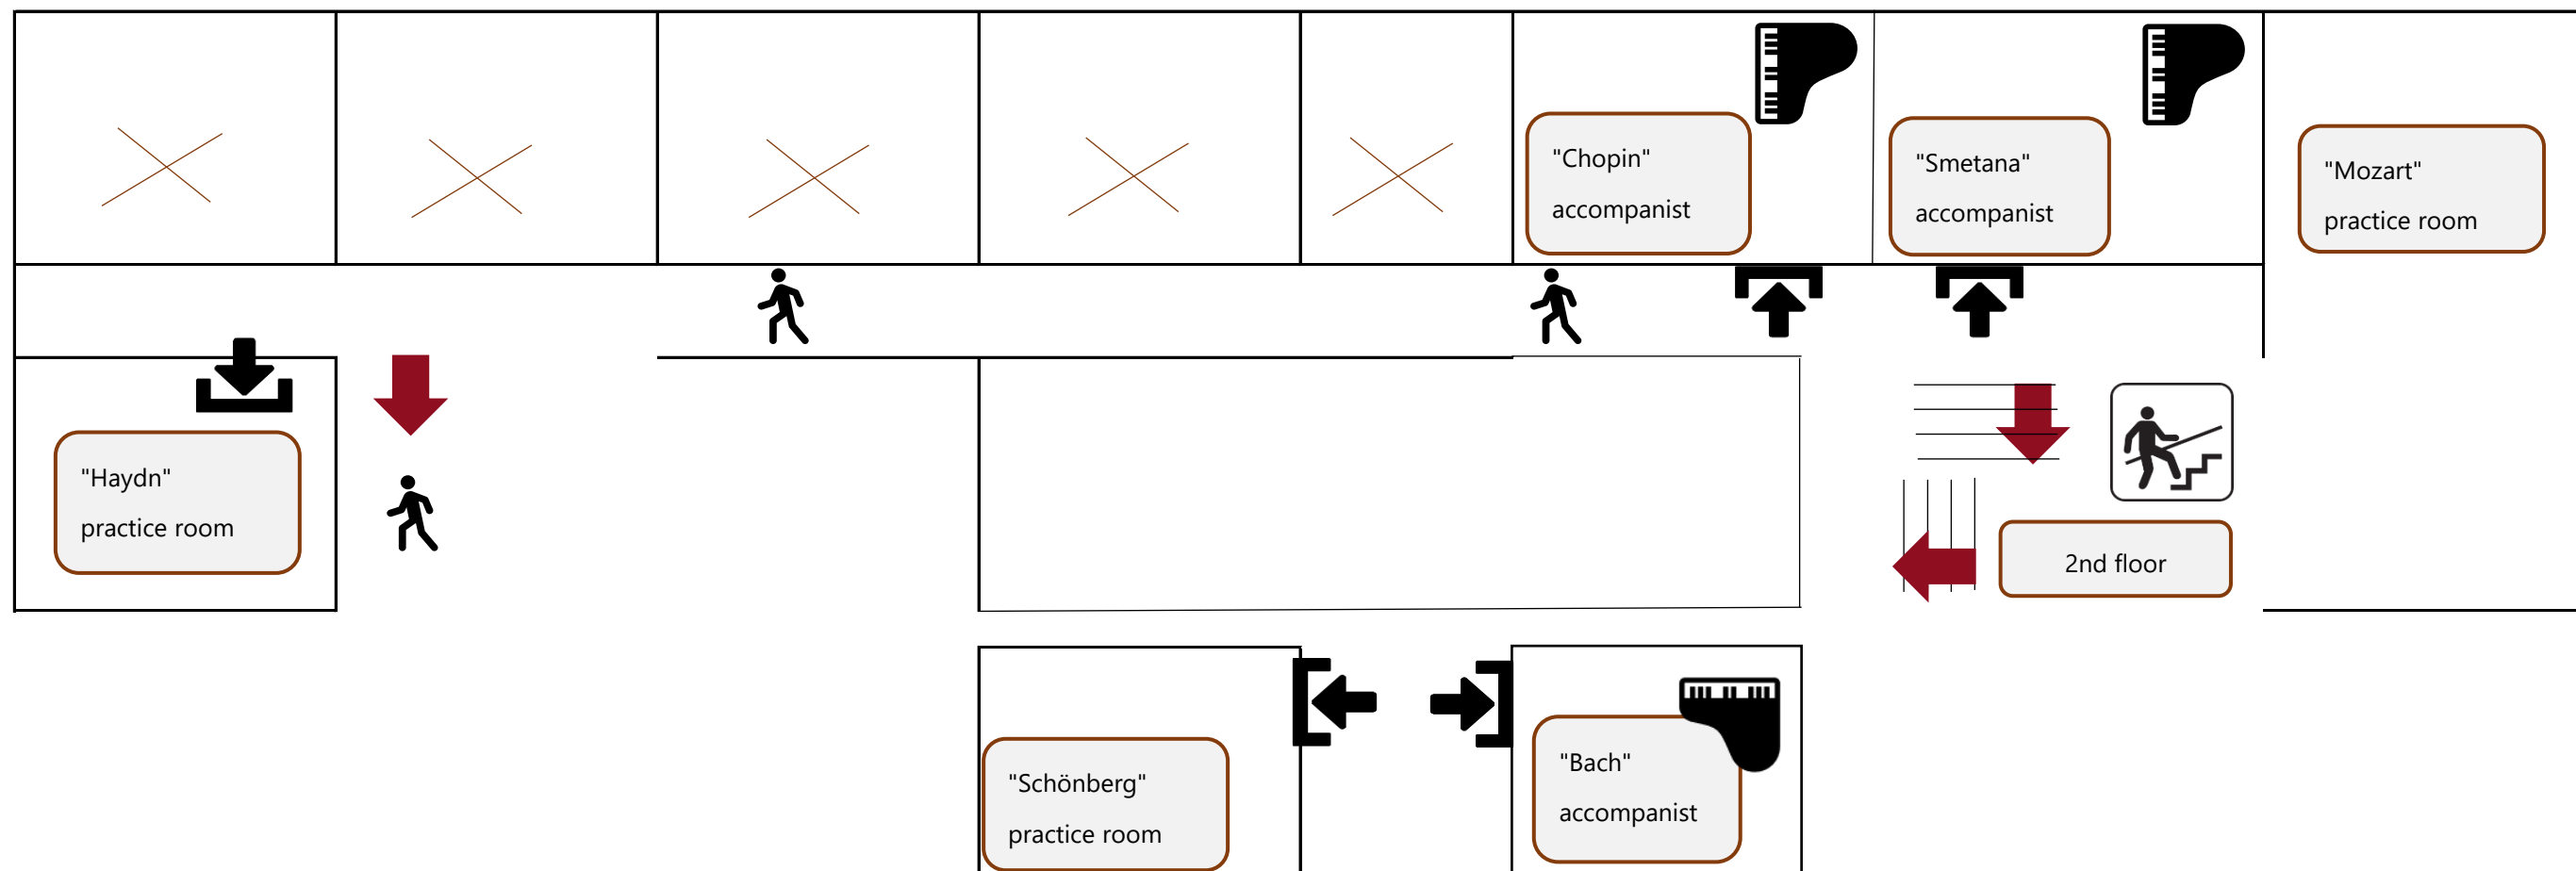 "Chopin"
accompanist
"Smetana"
accompanist
"Mozart"
practice room
"Haydn"
practice room
2nd floor
"Schönberg"
practice room
"Bach"
accompanist